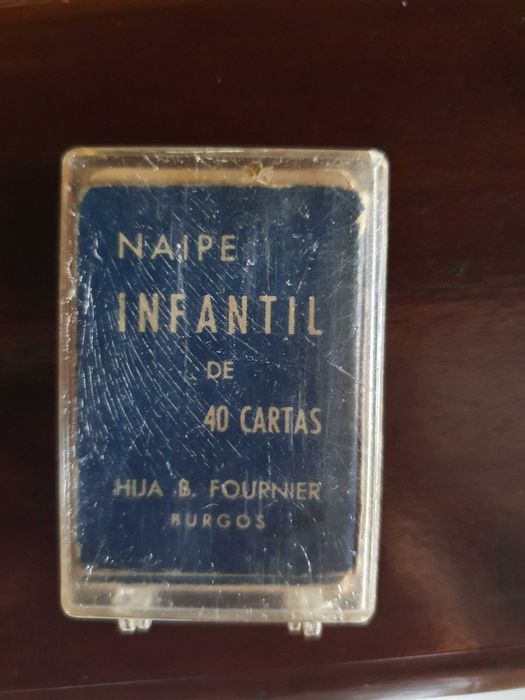 NAIPE
INFANTIL
DE
40 CARTAS
HIJA B. FOURNIER
BURGOS